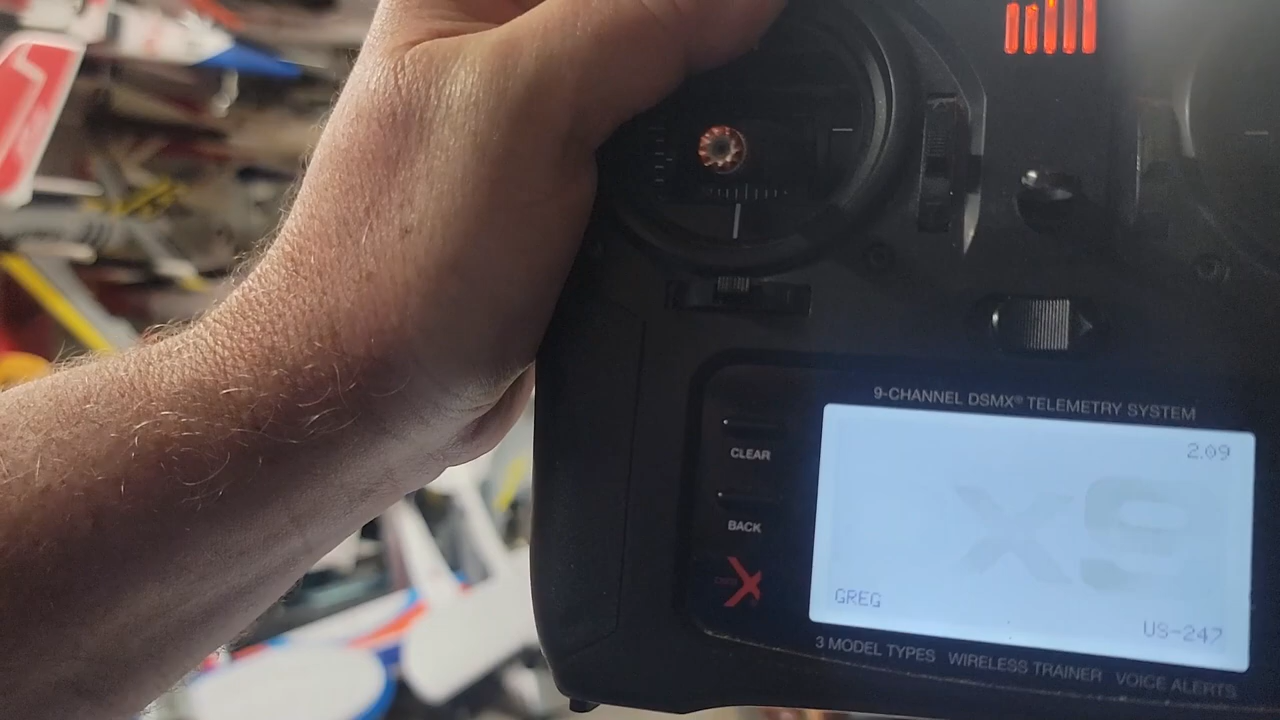 9-CHANNEL DSMX® TELEMETRY SYSTEM
2.09
X9
GREG
US-247
CLEAR
BACK
X
3 MODEL TYPES WIRELESS TRAINER VOICE ALERTS